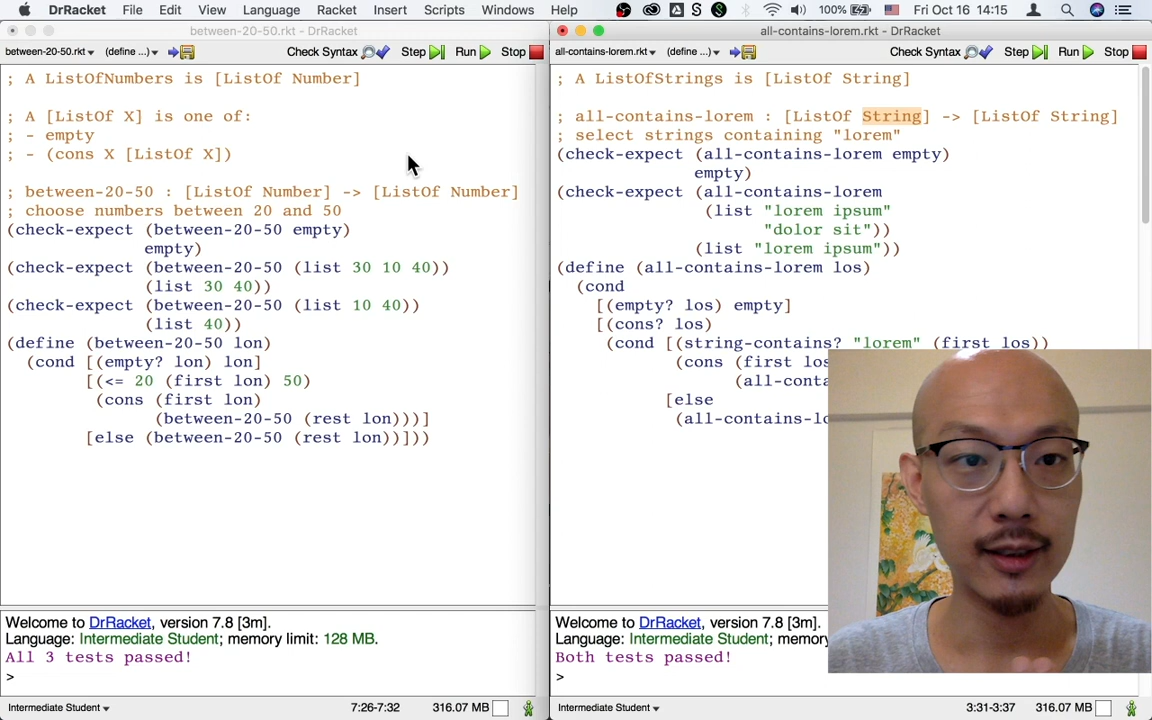 DrRacket File Edit View Language Racket Insert Scripts Windows Help 100% Fri Oct 16 14:15
between-20-50.rkt - DrRacket
between-20-50.rkt (define ...) Check Syntax Step Run Stop
; A ListOfNumbers is [ListOf Number]
; A [ListOf X] is one of:
; - empty
; - (cons X [ListOf X])
; between-20-50 : [ListOf Number] -> [ListOf Number]
; choose numbers between 20 and 50
(check-expect (between-20-50 empty)
empty)
(check-expect (between-20-50 (list 30 10 40))
(list 30 40))
(check-expect (between-20-50 (list 10 40))
(list 40))
(define (between-20-50 lon)
(cond [(empty? lon) lon]
[(<= 20 (first lon) 50)
(cons (first lon)
(between-20-50 (rest lon)))]
[else (between-20-50 (rest lon))]))
Welcome to DrRacket, version 7.8 [3m].
Language: Intermediate Student; memory limit: 128 MB.
All 3 tests passed!
>
Intermediate Student 7:26-7:32 316.07 MB
all-contains-lorem.rkt - DrRacket
all-contains-lorem.rkt (define ...) Check Syntax Step Run Stop
; A ListOfStrings is [ListOf String]
; all-contains-lorem : [ListOf String] -> [ListOf String]
; select strings containing "lorem"
(check-expect (all-contains-lorem empty)
empty)
(check-expect (all-contains-lorem
(list "lorem ipsum"
"dolor sit"))
(list "lorem ipsum"))
(define (all-contains-lorem los)
(cond
[(empty? los) empty]
[(cons? los)
(cond [(string-contains? "lorem" (first los))
(cons (first los
(all-conta
[else
(all-contains-lo
Welcome to DrRacket, version 7.8 [3m].
Language: Intermediate Student; memory
Both tests passed!
>
Intermediate Student 3:31-3:37 316.07 MB